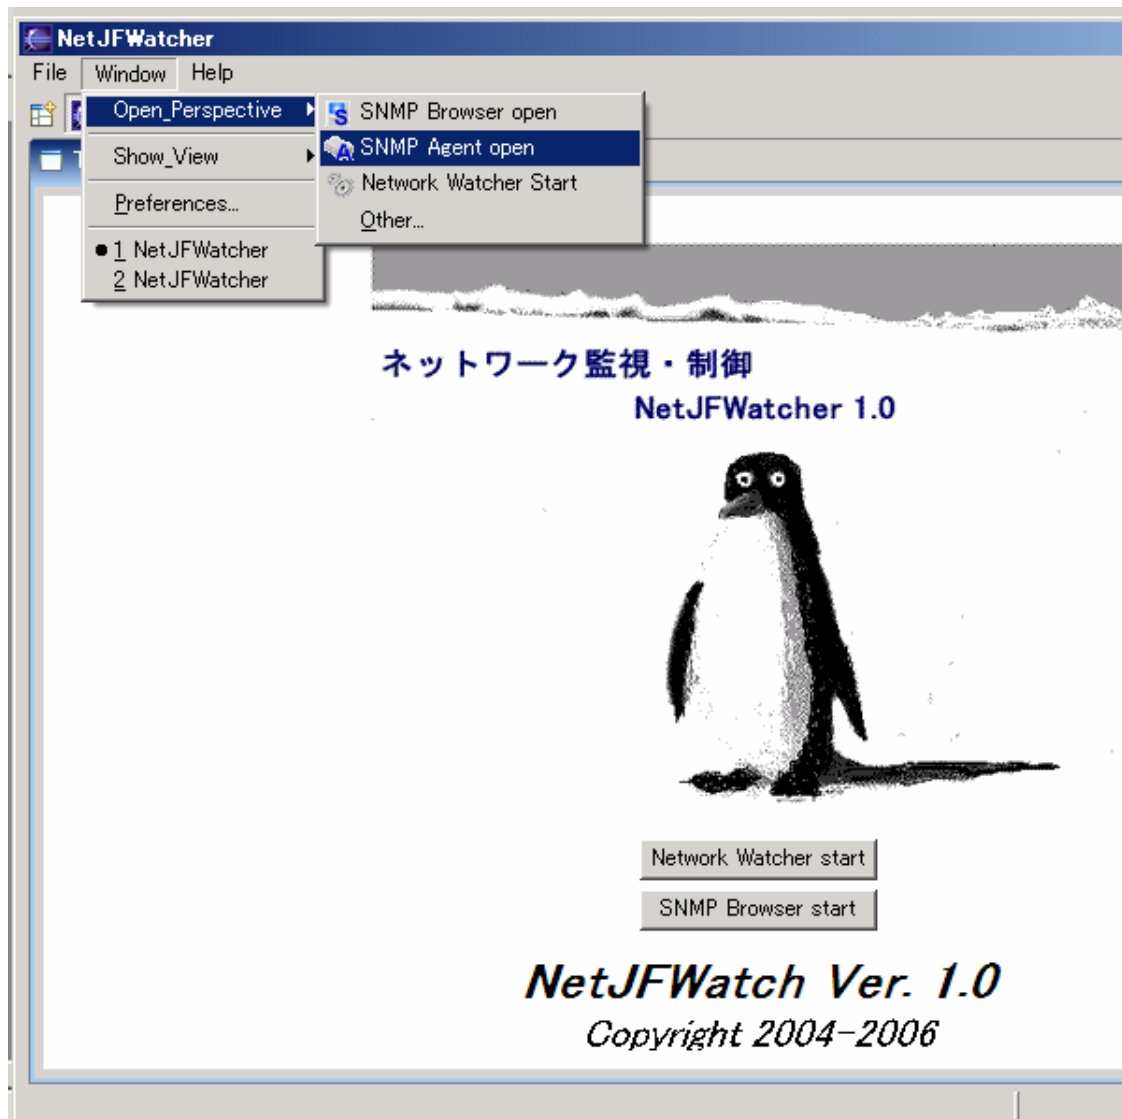 NetJFWatcher
File Window Help
Open_Perspective
Show_View
Preferences...
1 NetJFWatcher
2 NetJFWatcher
SNMP Browser open
SNMP Agent open
Network Watcher Start
Other...
ネットワーク監視・制御
NetJFWatcher 1.0
Network Watcher start
SNMP Browser start
NetJFWatch Ver. 1.0
Copyright 2004-2006